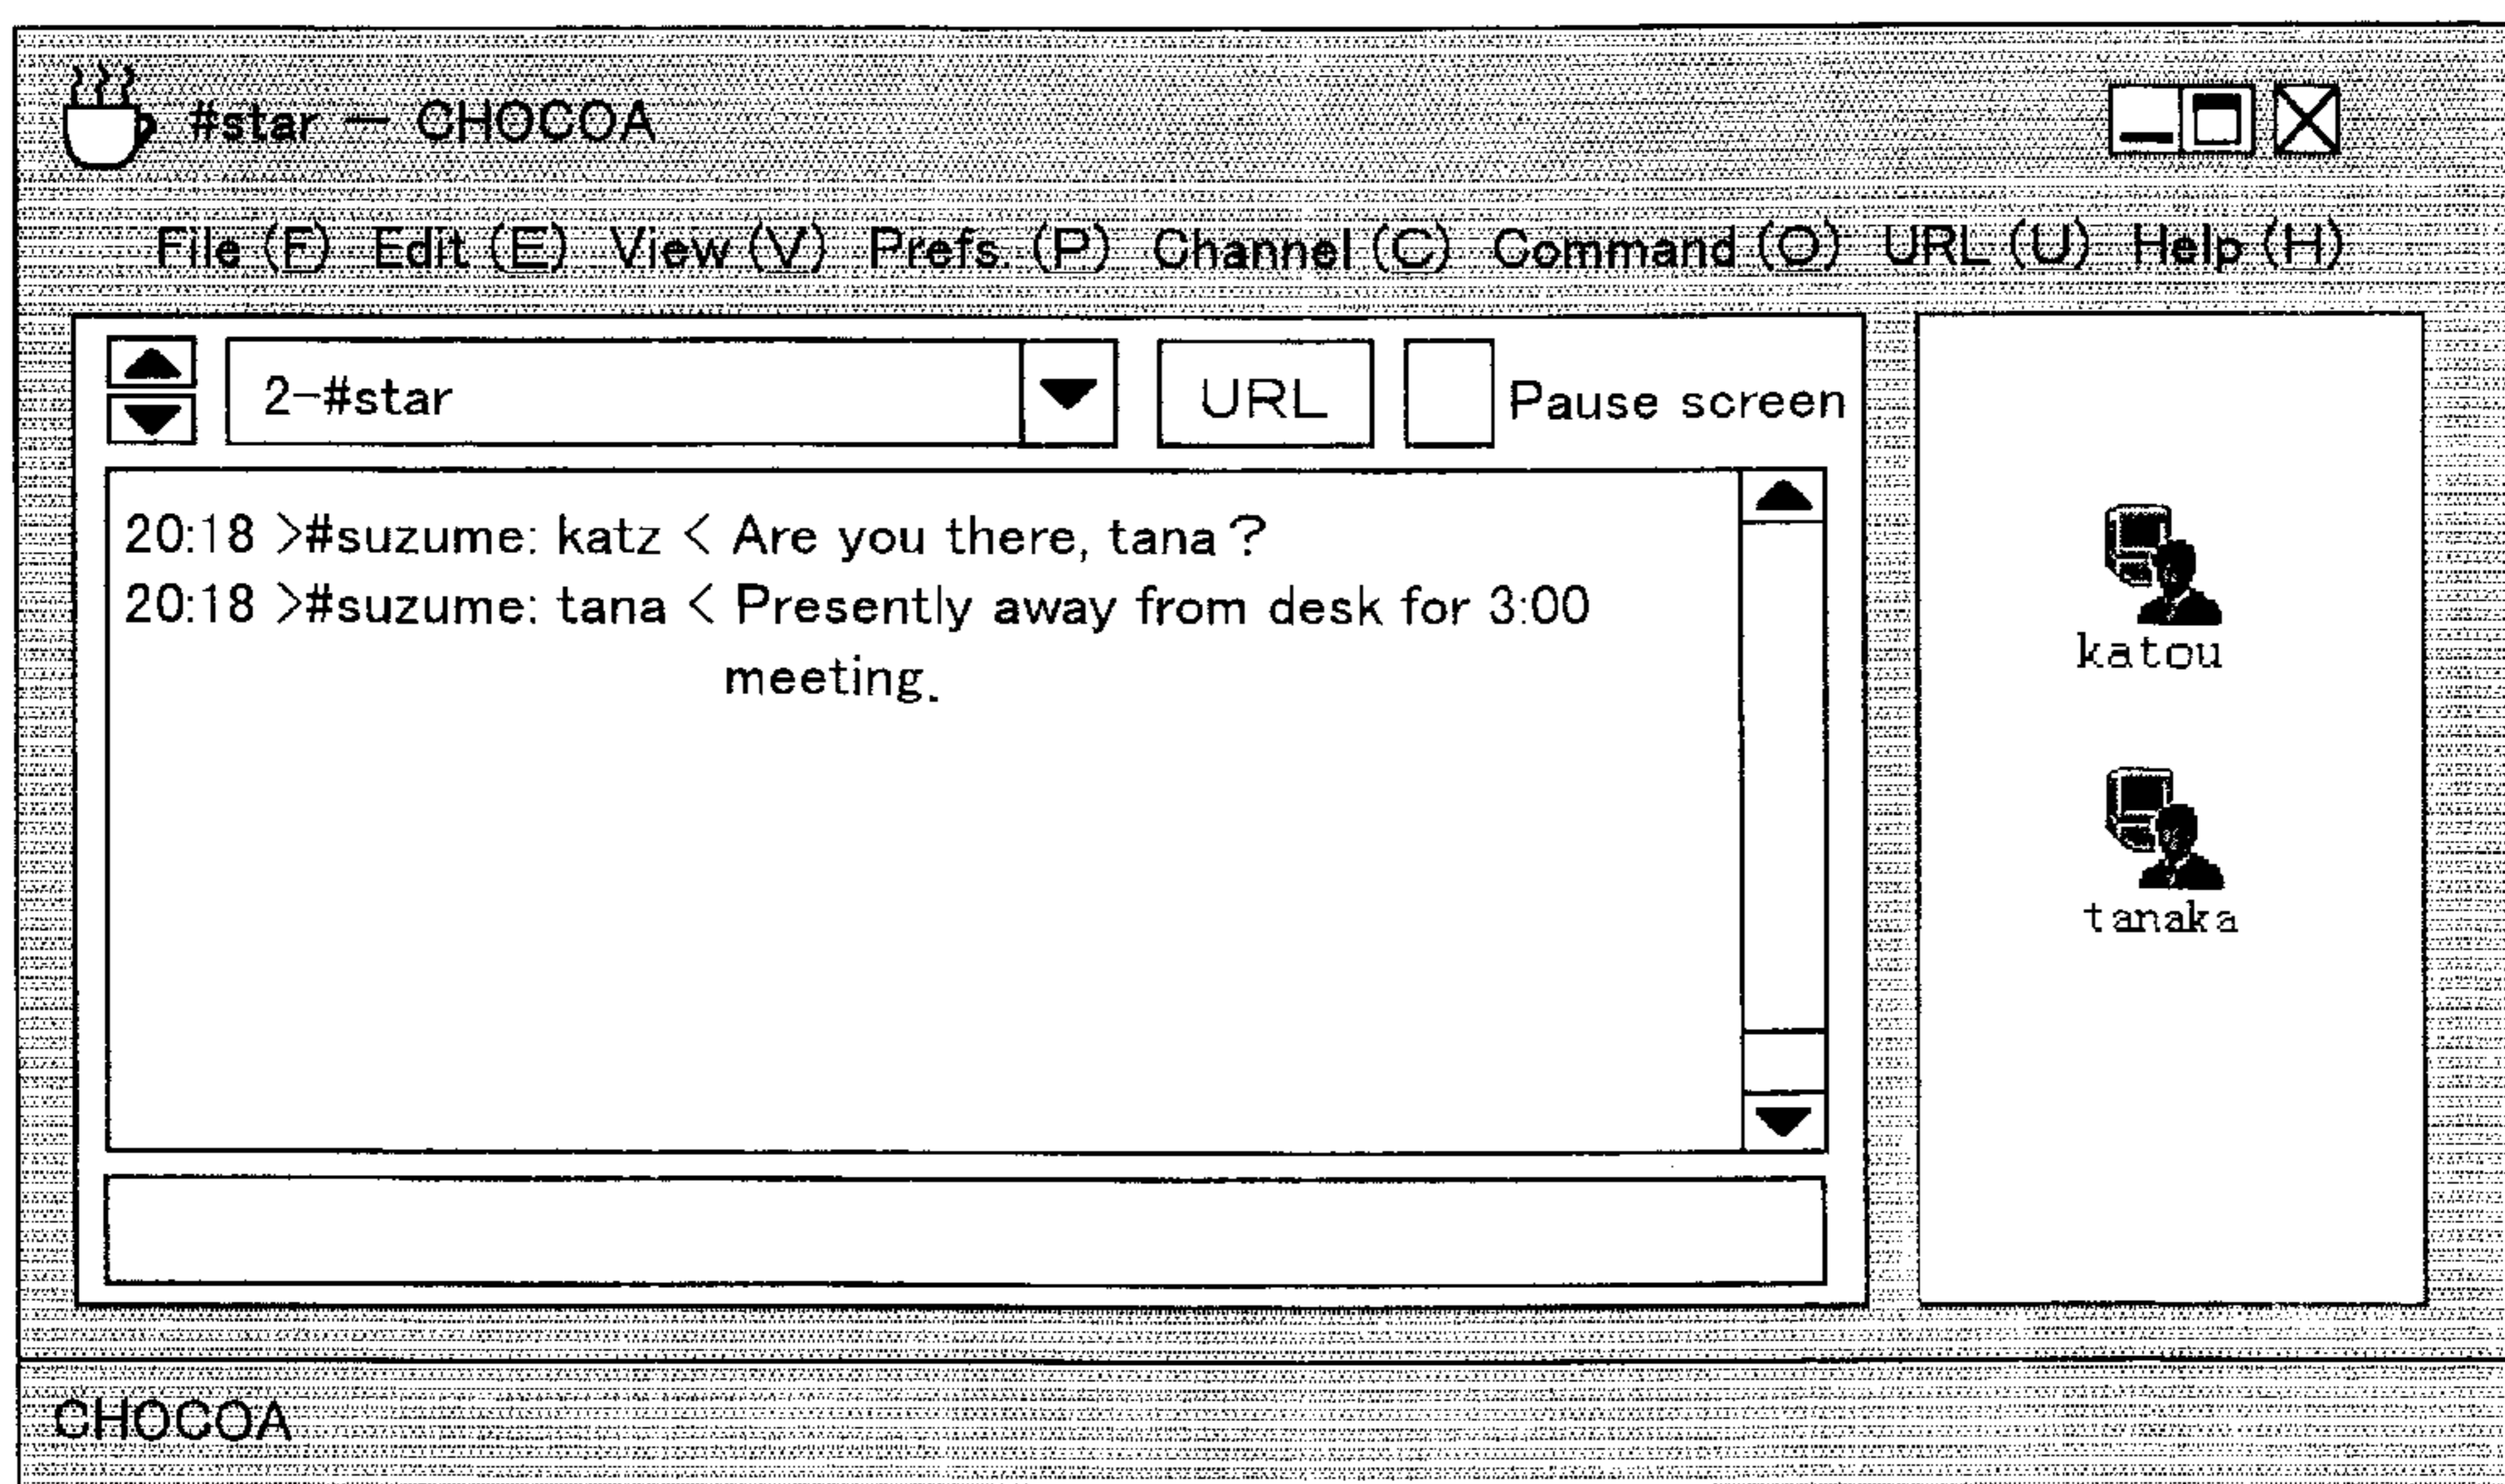 #star — CHOCOA
File (F) Edit (E) View (V) Prefs. (P) Channel (C) Command (O) URL (U) Help (H)
2-#star URL Pause screen
20:18 >#suzume: katz < Are you there, tana?
20:18 >#suzume: tana < Presently away from desk for 3:00
meeting.
katou
tanaka
CHOCOA